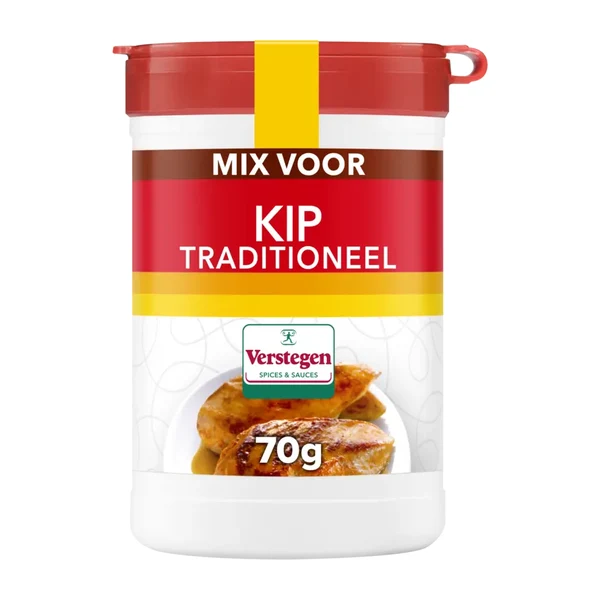 MIX VOOR
KIP
TRADITIONEEL
Verstegen
SPICES & SAUCES
70g